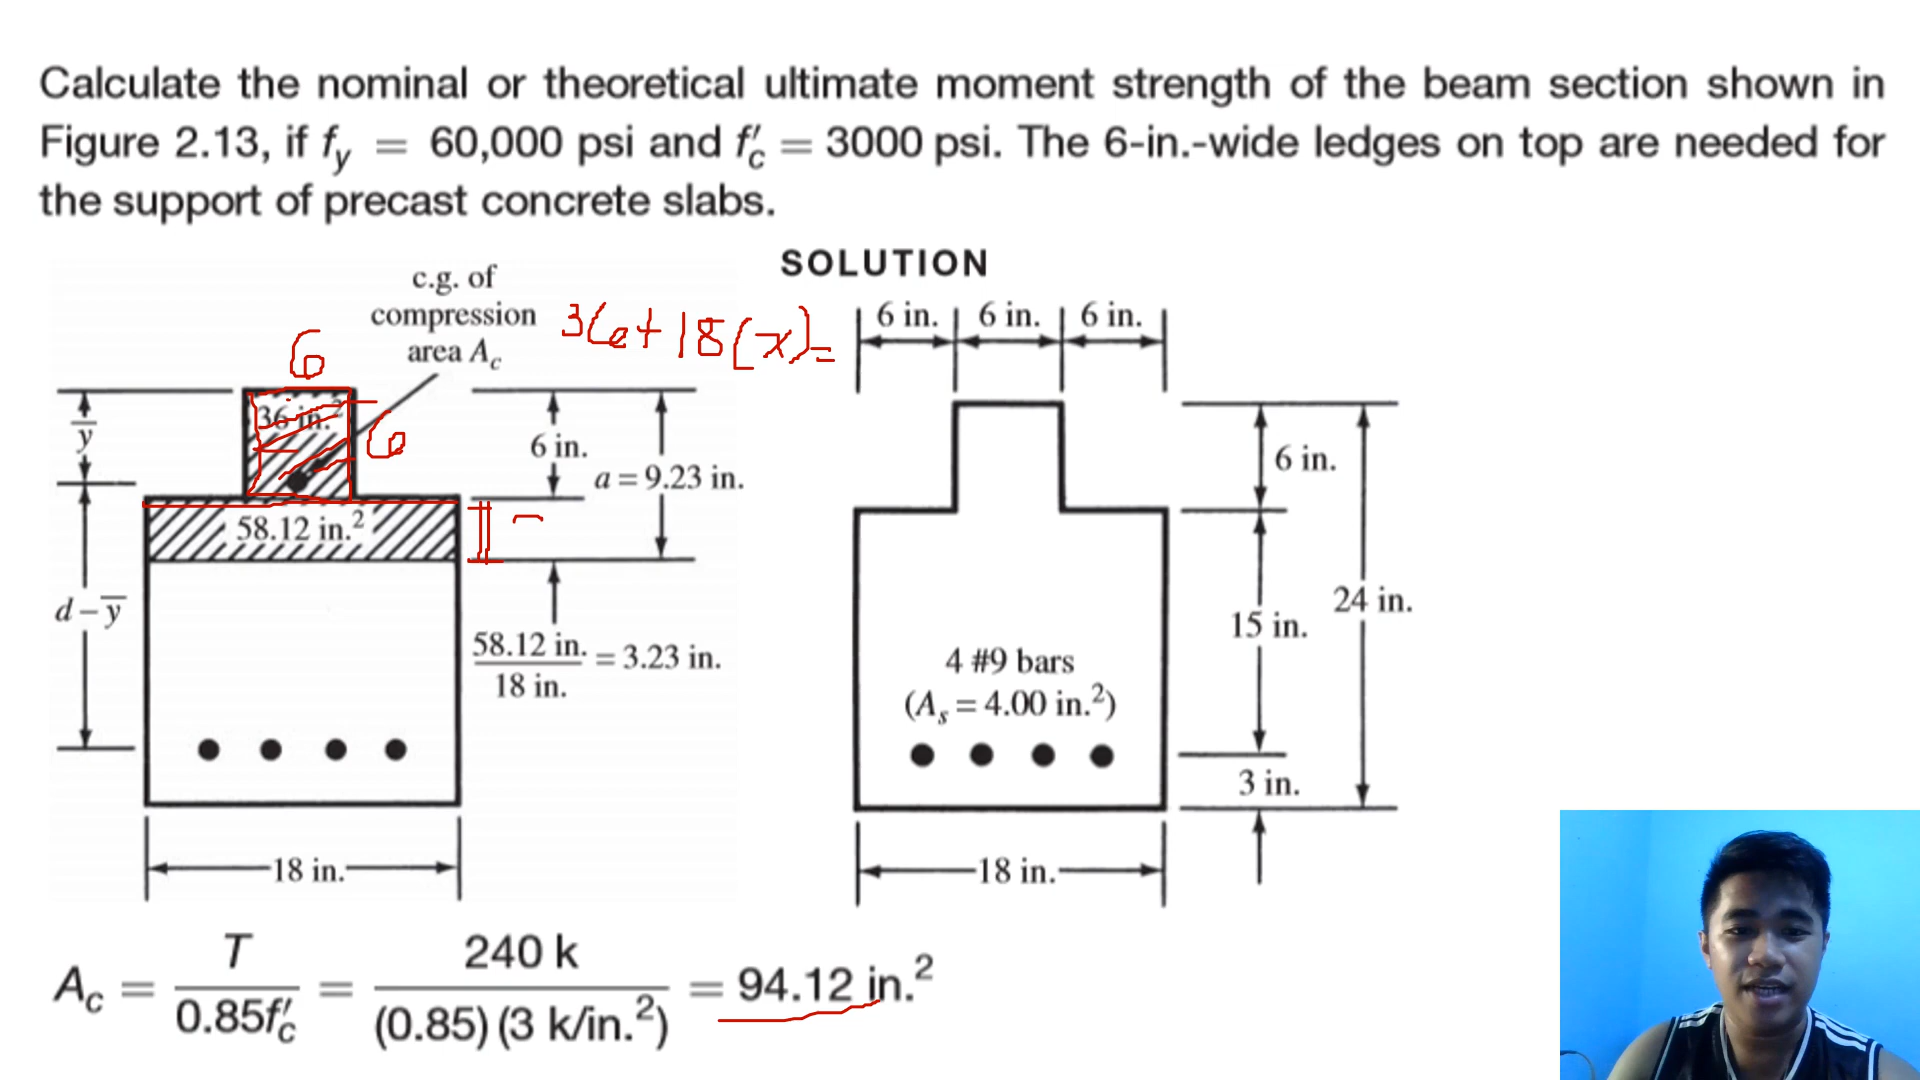 Calculate the nominal or theoretical ultimate moment strength of the beam section shown in
Figure 2.13, if fy = 60,000 psi and f′c = 3000 psi. The 6-in.-wide ledges on top are needed for
the support of precast concrete slabs.
SOLUTION
c.g. of
compression
area Ac
36+18(x)=
6
36 in.²
6
y̅
6 in.
a = 9.23 in.
58.12 in.²
d – y̅
58.12 in.
18 in.
= 3.23 in.
18 in.
6 in.
6 in.
6 in.
6 in.
15 in.
24 in.
4 #9 bars
(As = 4.00 in.²)
3 in.
18 in.
Ac = T / 0.85f′c = 240 k / (0.85) (3 k/in.²) = 94.12 in.²